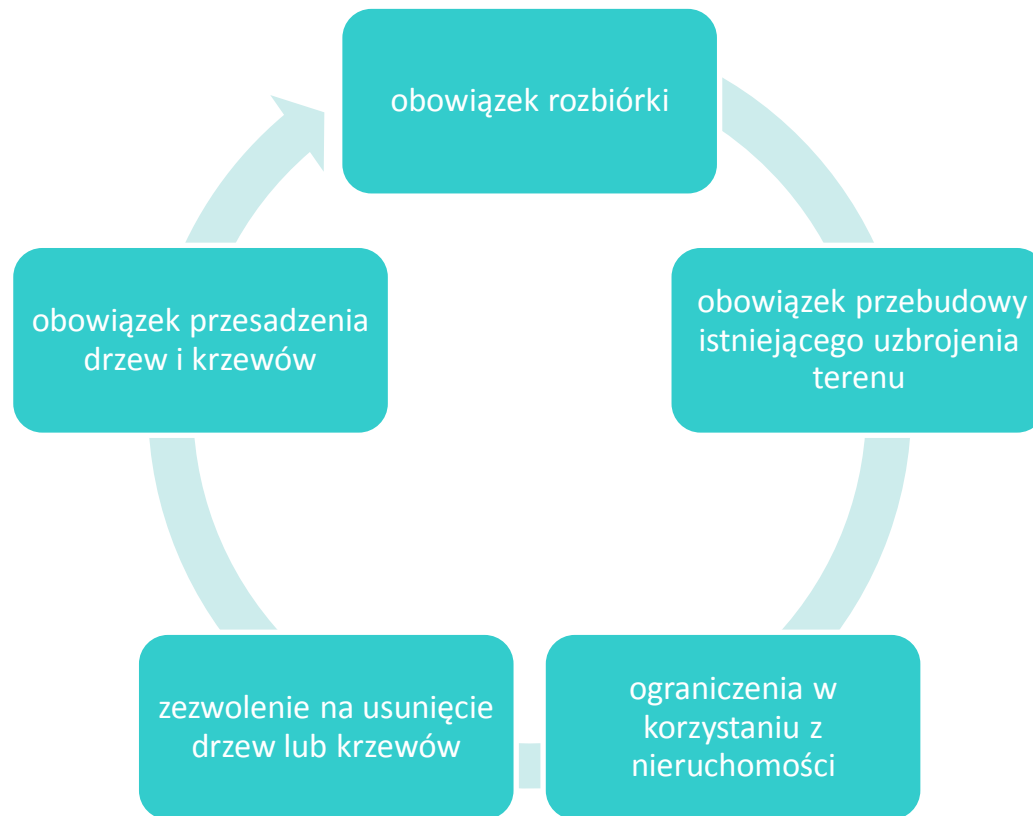 obowiązek rozbiórki
obowiązek przebudowy
istniejącego uzbrojenia
terenu
ograniczenia w
korzystaniu z
nieruchomości
zezwolenie na usunięcie
drzew lub krzewów
obowiązek przesadzenia
drzew i krzewów